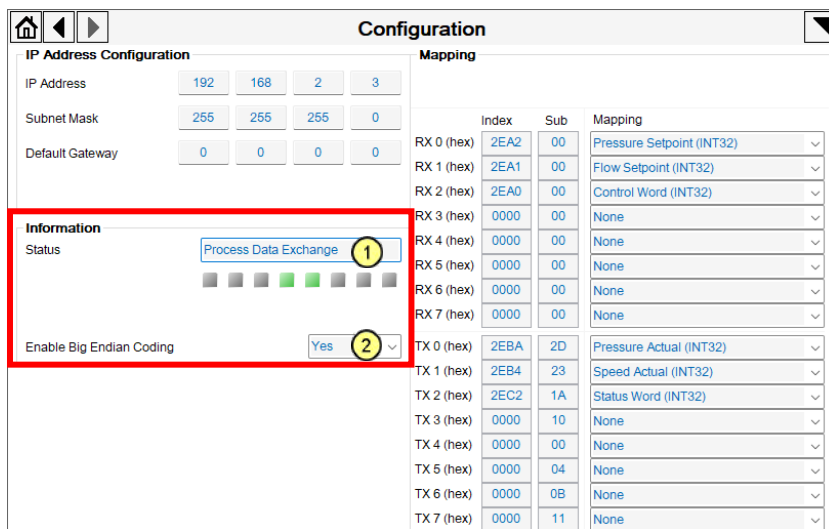 Configuration
IP Address Configuration
IP Address 192 168 2 3
Subnet Mask 255 255 255 0
Default Gateway 0 0 0 0
Information
Status Process Data Exchange 1
Enable Big Endian Coding Yes 2
Mapping
Index Sub Mapping
RX 0 (hex) 2EA2 00 Pressure Setpoint (INT32)
RX 1 (hex) 2EA1 00 Flow Setpoint (INT32)
RX 2 (hex) 2EA0 00 Control Word (INT32)
RX 3 (hex) 0000 00 None
RX 4 (hex) 0000 00 None
RX 5 (hex) 0000 00 None
RX 6 (hex) 0000 00 None
RX 7 (hex) 0000 00 None
TX 0 (hex) 2EBA 2D Pressure Actual (INT32)
TX 1 (hex) 2EB4 23 Speed Actual (INT32)
TX 2 (hex) 2EC2 1A Status Word (INT32)
TX 3 (hex) 0000 10 None
TX 4 (hex) 0000 00 None
TX 5 (hex) 0000 04 None
TX 6 (hex) 0000 0B None
TX 7 (hex) 0000 11 None